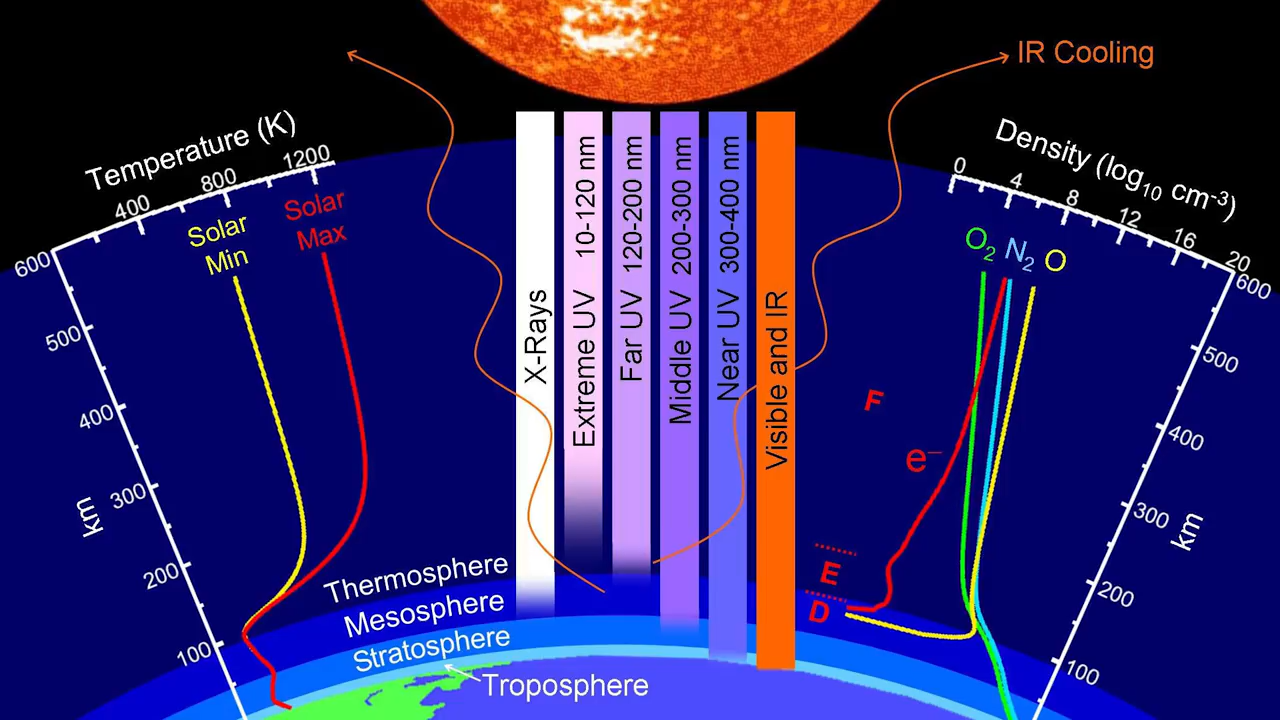 IR Cooling
Temperature (K)
400
800
1200
Solar
Min
Solar
Max
600
500
400
300
200
100
km
X-Rays
Extreme UV 10-120 nm
Far UV 120-200 nm
Middle UV 200-300 nm
Near UV 300-400 nm
Visible and IR
Density (log10 cm-3)
0
4
8
12
16
20
O2
N2
O
600
500
400
300
200
100
km
F
e–
E
D
Thermosphere
Mesosphere
Stratosphere
Troposphere